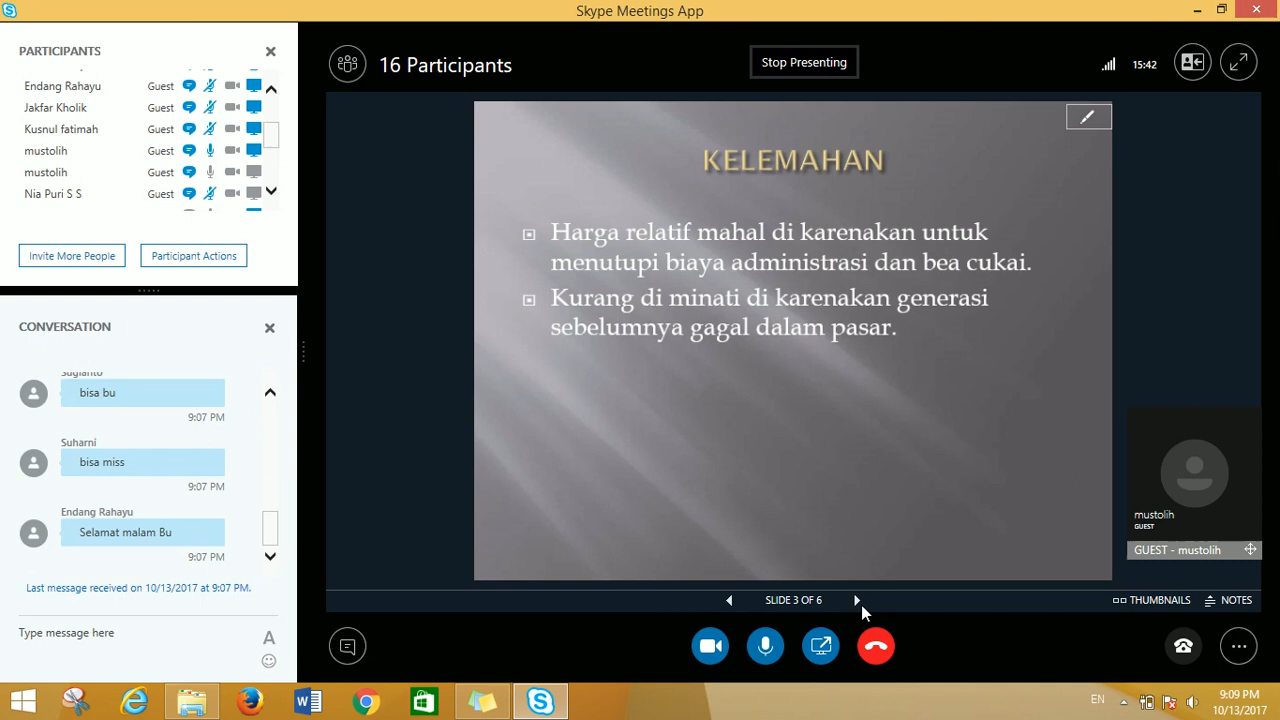 Skype Meetings App
PARTICIPANTS
Endang Rahayu Guest
Jakfar Kholik Guest
Kusnul fatimah Guest
mustolih Guest
mustolih Guest
Nia Puri S S Guest
Invite More People
Participant Actions
CONVERSATION
Sugianto
bisa bu
9:07 PM
Suharni
bisa miss
9:07 PM
Endang Rahayu
Selamat malam Bu
9:07 PM
Last message received on 10/13/2017 at 9:07 PM.
Type message here
A
16 Participants
Stop Presenting
15:42
KELEMAHAN
Harga relatif mahal di karenakan untuk
menutupi biaya administrasi dan bea cukai.
Kurang di minati di karenakan generasi
sebelumnya gagal dalam pasar.
mustolih
GUEST
GUEST - mustolih
SLIDE 3 OF 6
THUMBNAILS
NOTES
EN
9:09 PM
10/13/2017